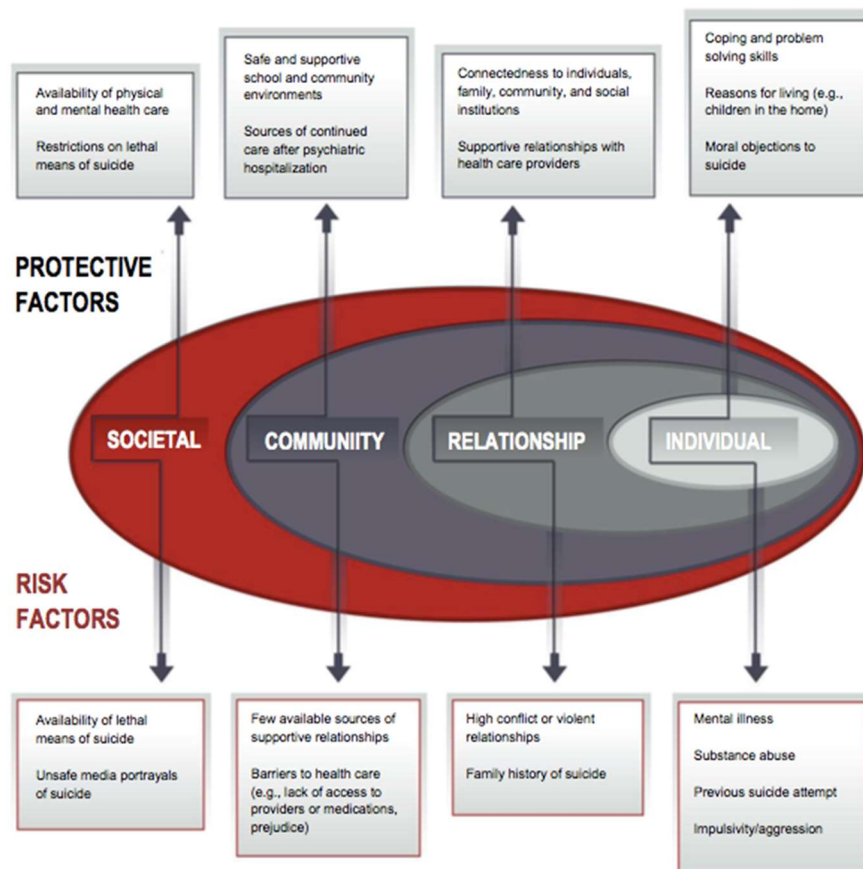 Availability of physical
and mental health care
Restrictions on lethal
means of suicide
Safe and supportive
school and community
environments
Sources of continued
care after psychiatric
hospitalization
Connectedness to individuals,
family, community, and social
institutions
Supportive relationships with
health care providers
Coping and problem
solving skills
Reasons for living (e.g.,
children in the home)
Moral objections to
suicide
PROTECTIVE
FACTORS
SOCIETAL
COMMUNIITY
RELATIONSHIP
INDIVIDUAL
RISK
FACTORS
Availability of lethal
means of suicide
Unsafe media portrayals
of suicide
Few available sources of
supportive relationships
Barriers to health care
(e.g., lack of access to
providers or medications,
prejudice)
High conflict or violent
relationships
Family history of suicide
Mental illness
Substance abuse
Previous suicide attempt
Impulsivity/aggression